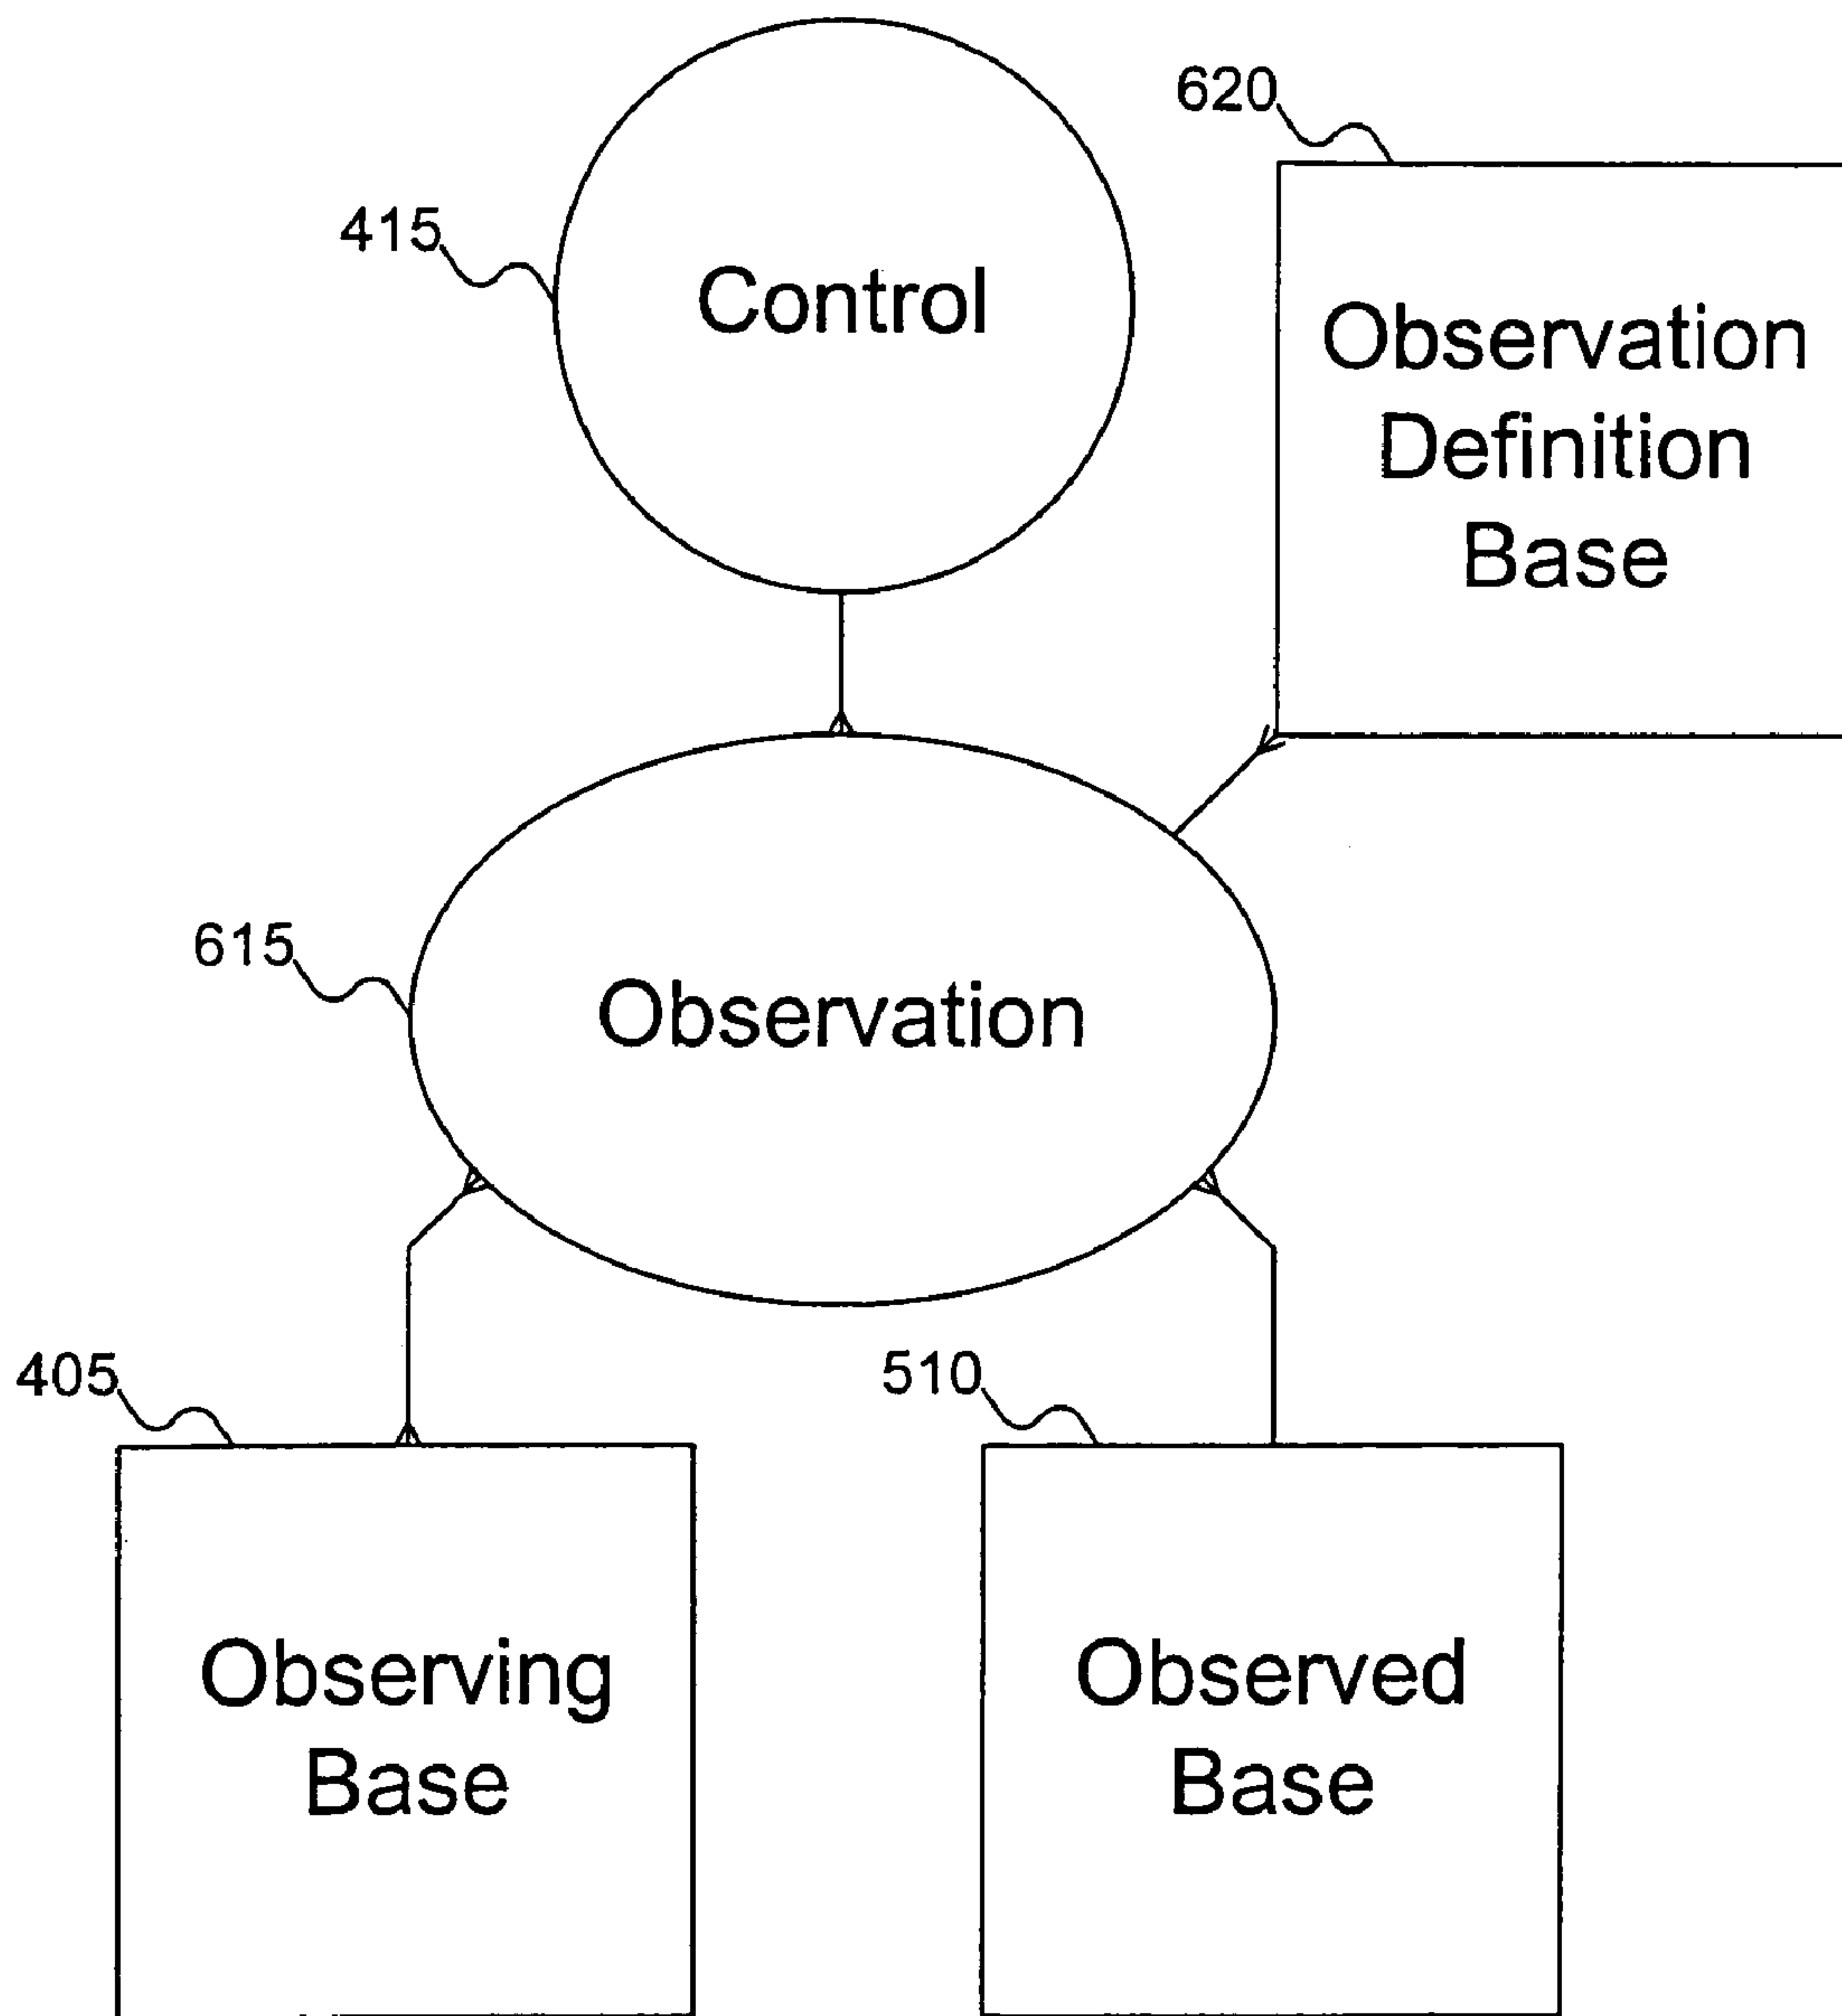 620
415
Control
Observation
Definition
Base
615
Observation
405
510
Observing
Base
Observed
Base